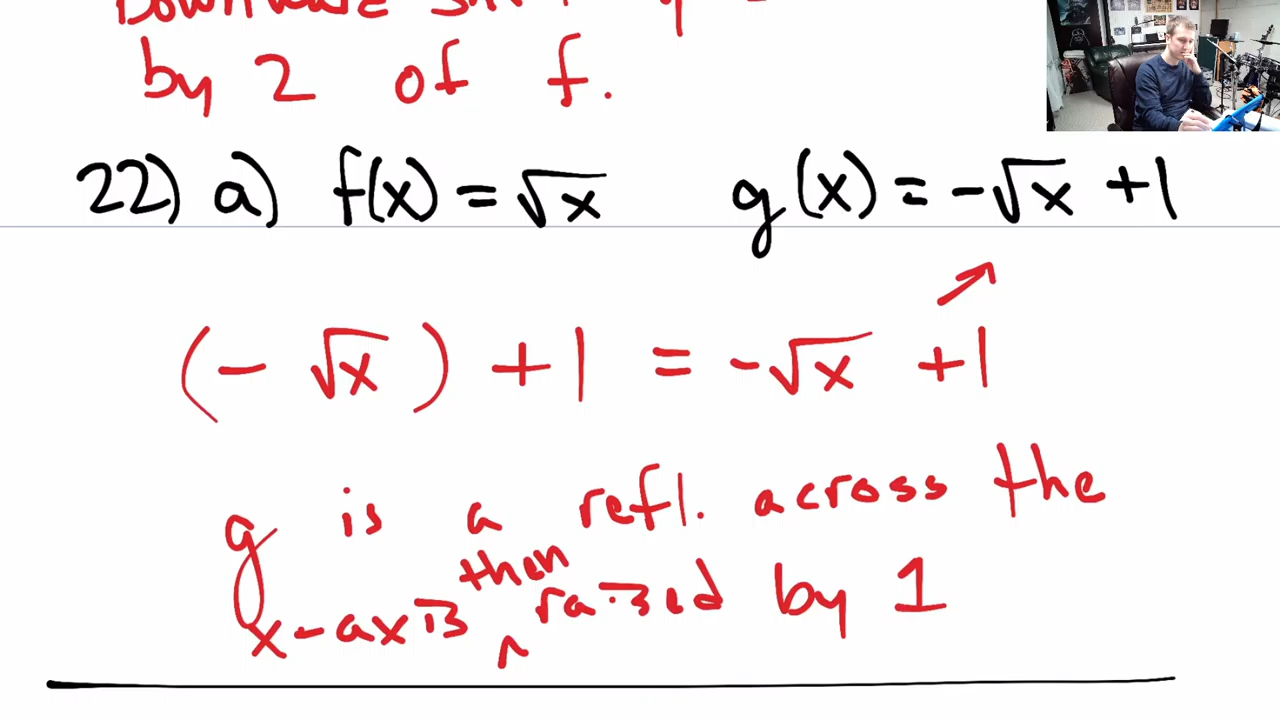 by 2 of f.
22) a) f(x) = √x g(x) = -√x +1
(- √x) +1 = -√x +1
g is a refl. across the
then
x-axis ^ raised by 1